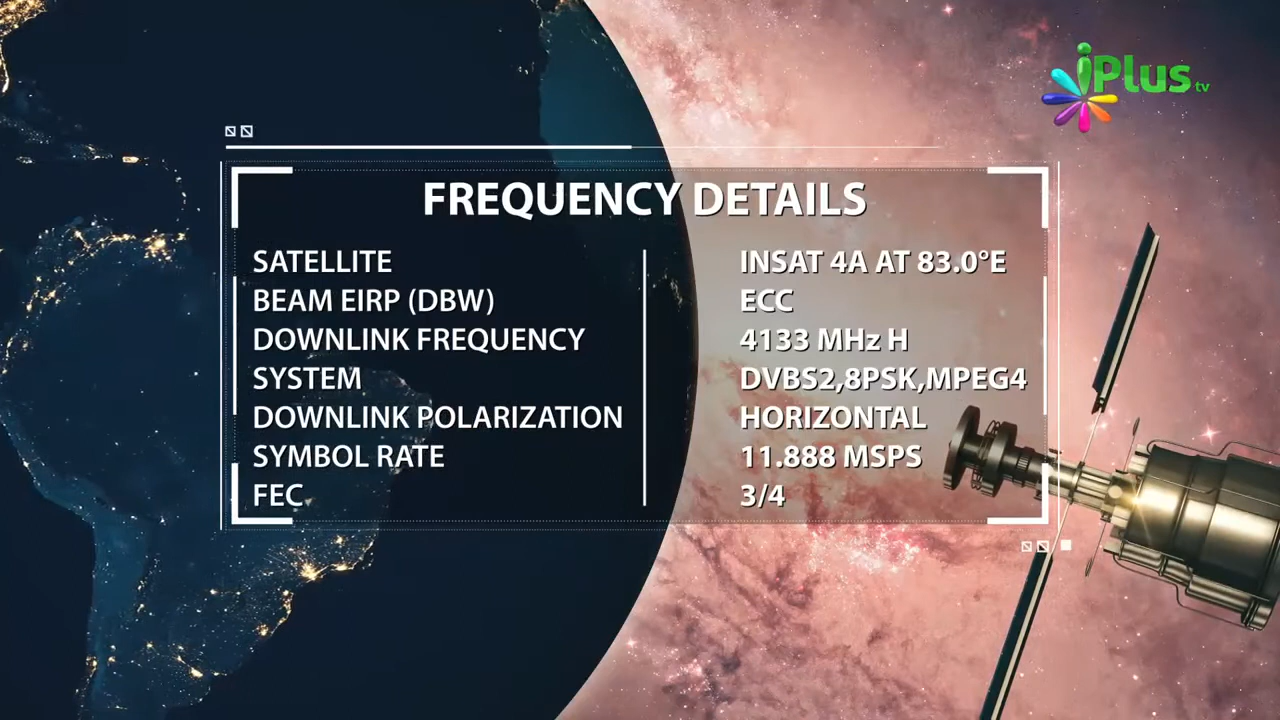 iPlus tv
FREQUENCY DETAILS
SATELLITE INSAT 4A AT 83.0°E
BEAM EIRP (DBW) ECC
DOWNLINK FREQUENCY 4133 MHz H
SYSTEM DVBS2,8PSK,MPEG4
DOWNLINK POLARIZATION HORIZONTAL
SYMBOL RATE 11.888 MSPS
FEC 3/4